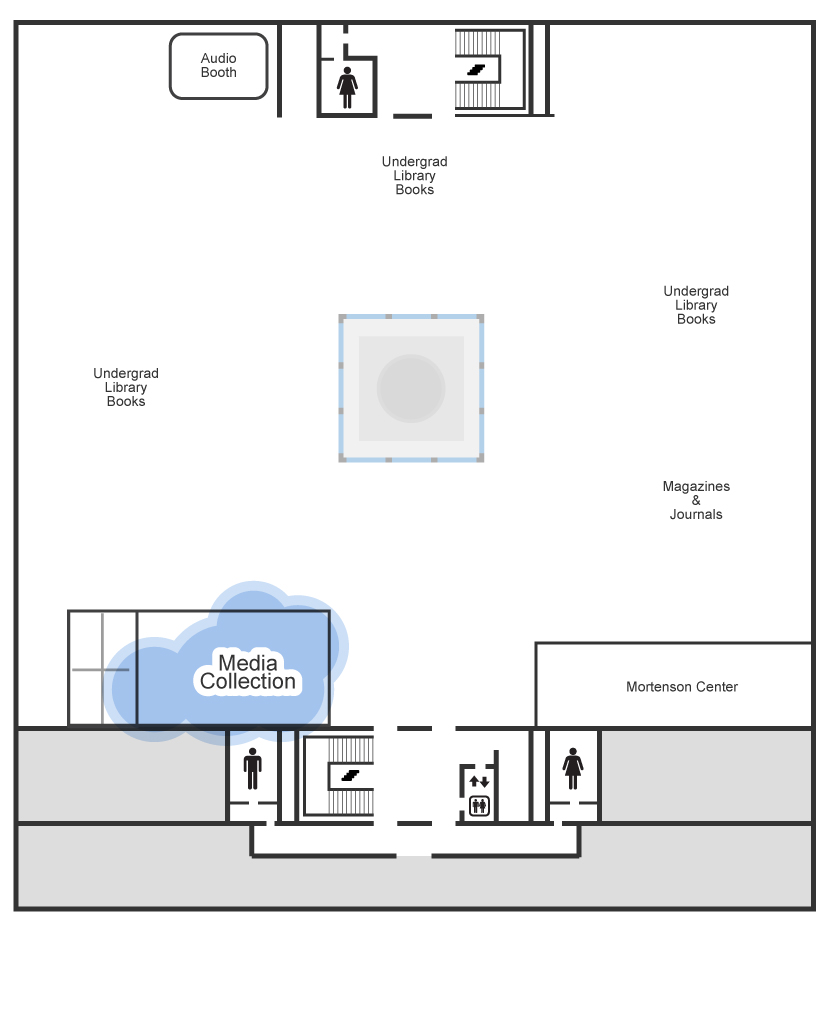 Audio
Booth
Undergrad
Library
Books
Undergrad
Library
Books
Undergrad
Library
Books
Magazines
&
Journals
Media
Collection
Mortenson Center